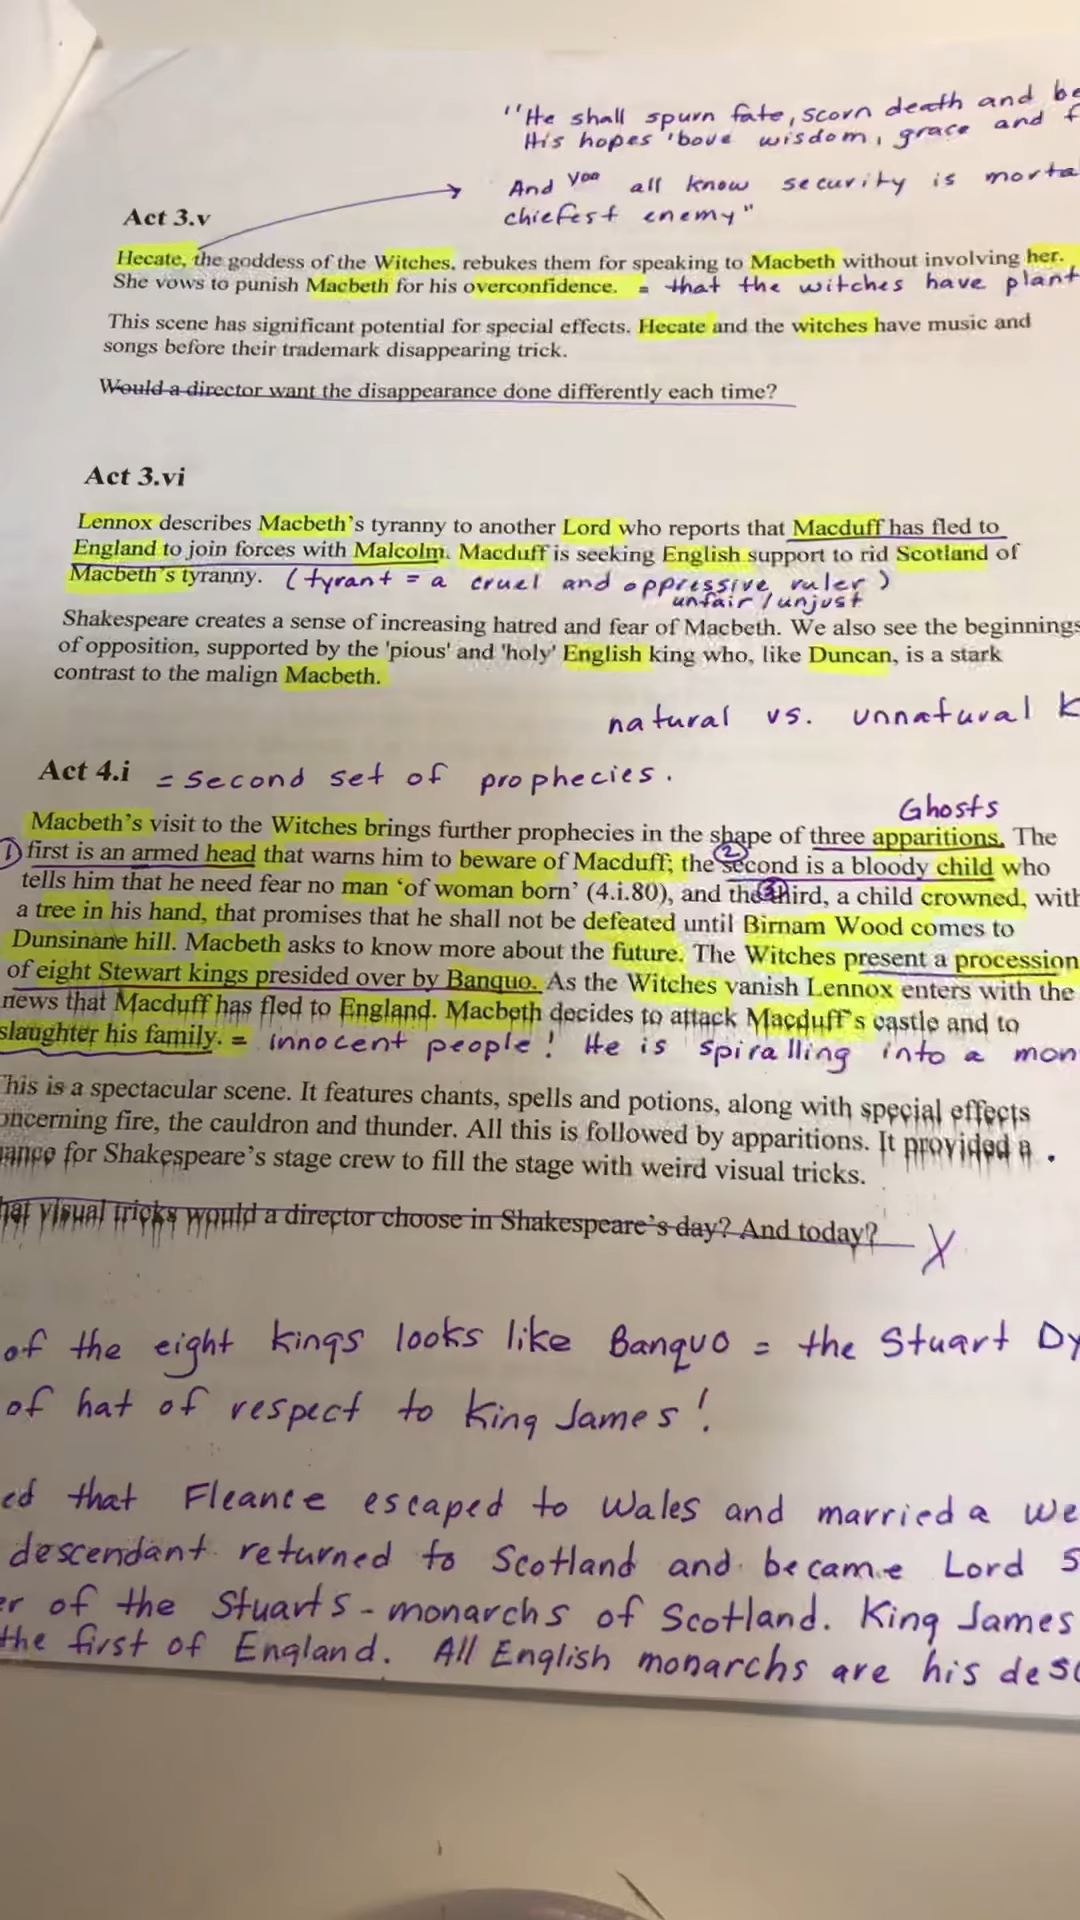 "He shall spurn fate, scorn death and be
His hopes 'bove wisdom, grace and f
And you all know security is morta
chiefest enemy"
Act 3.v
Hecate, the goddess of the Witches, rebukes them for speaking to Macbeth without involving her.
She vows to punish Macbeth for his overconfidence. = that the witches have plant
This scene has significant potential for special effects. Hecate and the witches have music and
songs before their trademark disappearing trick.
Would a director want the disappearance done differently each time?
Act 3.vi
Lennox describes Macbeth's tyranny to another Lord who reports that Macduff has fled to
England to join forces with Malcolm. Macduff is seeking English support to rid Scotland of
Macbeth's tyranny. (tyrant = a cruel and oppressive ruler)
unfair / unjust
Shakespeare creates a sense of increasing hatred and fear of Macbeth. We also see the beginnings
of opposition, supported by the 'pious' and 'holy' English king who, like Duncan, is a stark
contrast to the malign Macbeth.
natural vs. unnatural k
Act 4.i = second set of prophecies.
Ghosts
Macbeth's visit to the Witches brings further prophecies in the shape of three apparitions. The
① first is an armed head that warns him to beware of Macduff; the ② second is a bloody child who
tells him that he need fear no man 'of woman born' (4.i.80), and the ③ third, a child crowned, with
a tree in his hand, that promises that he shall not be defeated until Birnam Wood comes to
Dunsinane hill. Macbeth asks to know more about the future. The Witches present a procession
of eight Stewart kings presided over by Banquo. As the Witches vanish Lennox enters with the
news that Macduff has fled to England. Macbeth decides to attack Macduff's castle and to
slaughter his family. = innocent people! He is spiralling into a mon
This is a spectacular scene. It features chants, spells and potions, along with special effects
oncerning fire, the cauldron and thunder. All this is followed by apparitions. It provided a .
ance for Shakespeare's stage crew to fill the stage with weird visual tricks.
hat visual tricks would a director choose in Shakespeare's day? And today? X
of the eight kings looks like Banquo = the Stuart Dy
of hat of respect to King James!
ed that Fleance escaped to Wales and married a We
descendant returned to Scotland and became Lord S
er of the Stuarts - monarchs of Scotland. King James
the first of England. All English monarchs are his desc